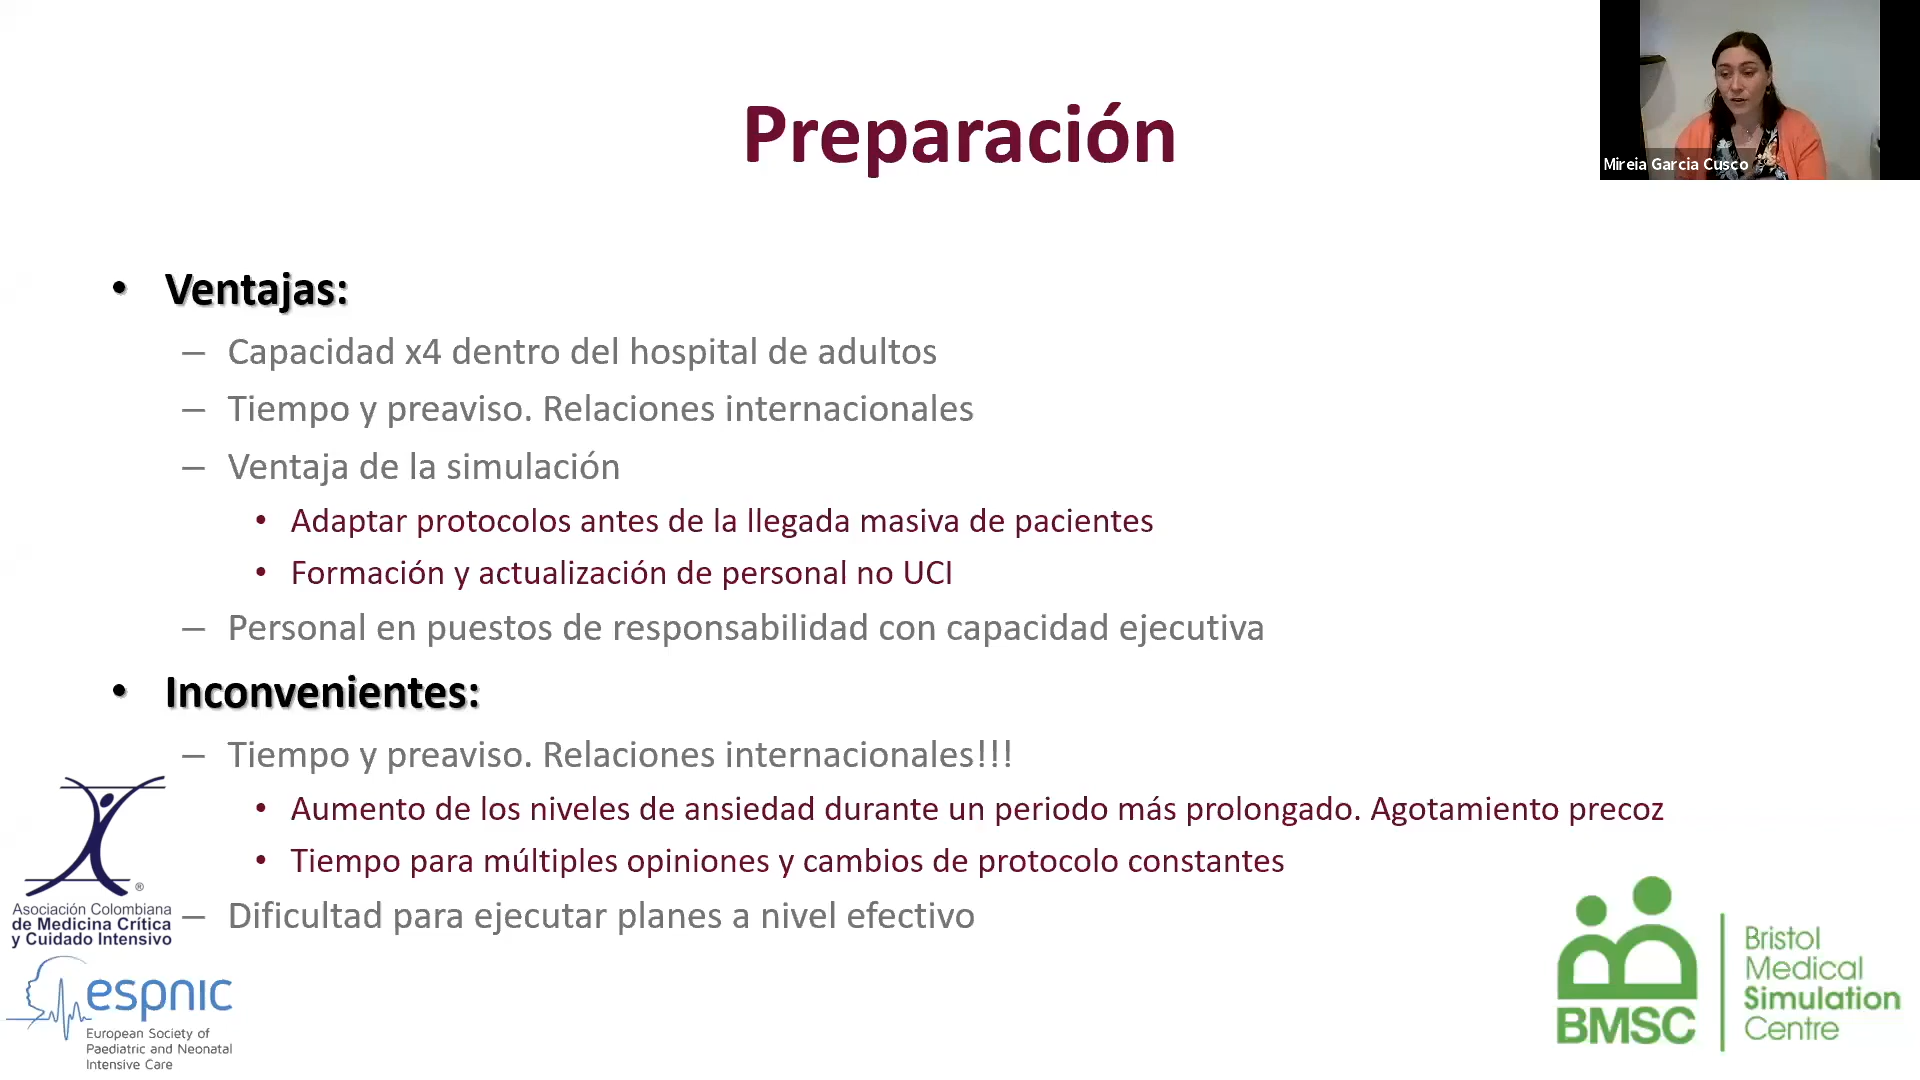 Preparación
Mireia Garcia Cusco
• Ventajas:
– Capacidad x4 dentro del hospital de adultos
– Tiempo y preaviso. Relaciones internacionales
– Ventaja de la simulación
• Adaptar protocolos antes de la llegada masiva de pacientes
• Formación y actualización de personal no UCI
– Personal en puestos de responsabilidad con capacidad ejecutiva
• Inconvenientes:
– Tiempo y preaviso. Relaciones internacionales!!!
• Aumento de los niveles de ansiedad durante un periodo más prolongado. Agotamiento precoz
• Tiempo para múltiples opiniones y cambios de protocolo constantes
– Dificultad para ejecutar planes a nivel efectivo
®
Asociación Colombiana
de Medicina Crítica
y Cuidado Intensivo
espnic
European Society of
Paediatric and Neonatal
Intensive Care
BMSC
Bristol
Medical
Simulation
Centre